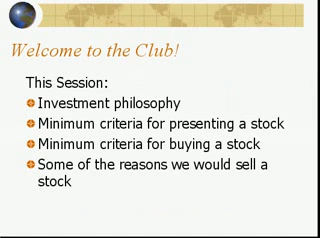 Welcome to the Club!
This Session:
Investment philosophy
Minimum criteria for presenting a stock
Minimum criteria for buying a stock
Some of the reasons we would sell a
stock